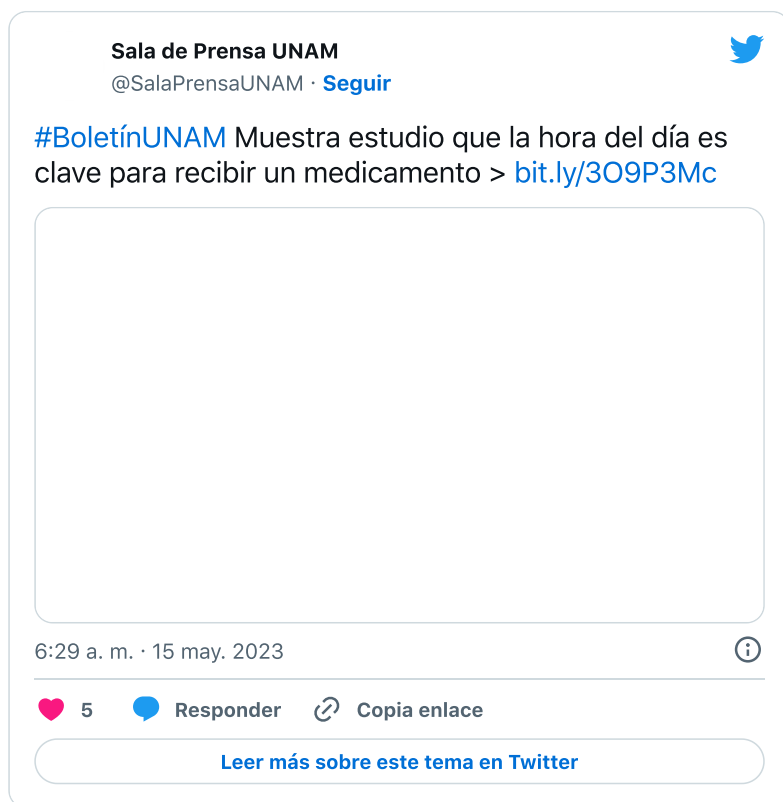 Sala de Prensa UNAM
@SalaPrensaUNAM · Seguir
#BoletínUNAM Muestra estudio que la hora del día es
clave para recibir un medicamento > bit.ly/3O9P3Mc
6:29 a. m. · 15 may. 2023
5 Responder Copia enlace
Leer más sobre este tema en Twitter